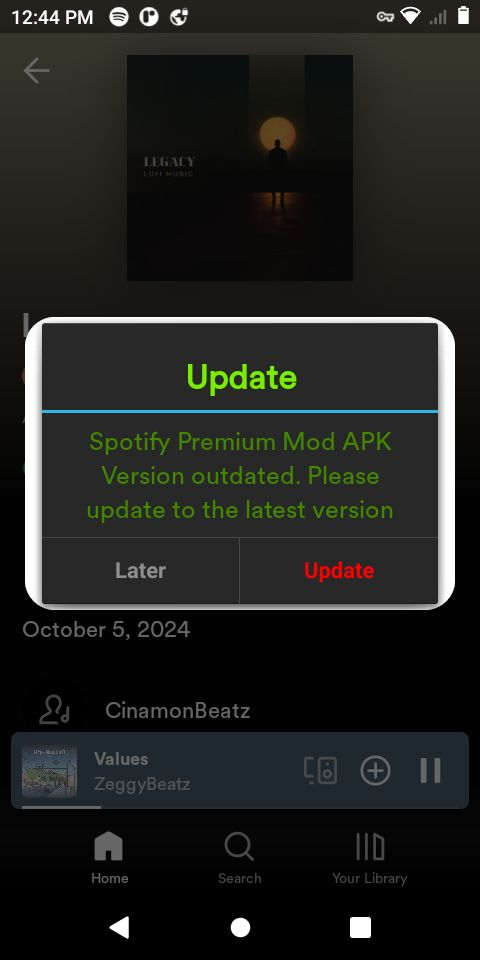 12:44 PM
LEGACY
LOFI MUSIC
Update
Spotify Premium Mod APK
Version outdated. Please
update to the latest version
Later
Update
October 5, 2024
CinamonBeatz
Values
ZeggyBeatz
Home
Search
Your Library